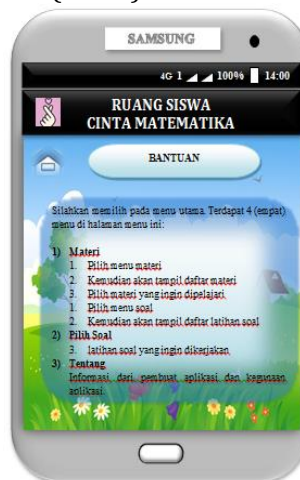 SAMSUNG
4G 1 100% 14:00
RUANG SISWA
CINTA MATEMATIKA
BANTUAN
Silahkan memilih pada menu utama. Terdapat 4 (empat)
menu di halaman menu ini:
1) Materi
1. Pilih menu materi
2. Kemudian akan tampil daftar materi
3. Pilih materi yang ingin dipelajari.
1. Pilih menu soal
2. Kemudian akan tampil daftar latihan soal
2) Pilih Soal
3. latihan soal yang ingin dikerjakan
3) Tentang
Informasi dari pembuat aplikasi dan kegunaan
aplikasi.